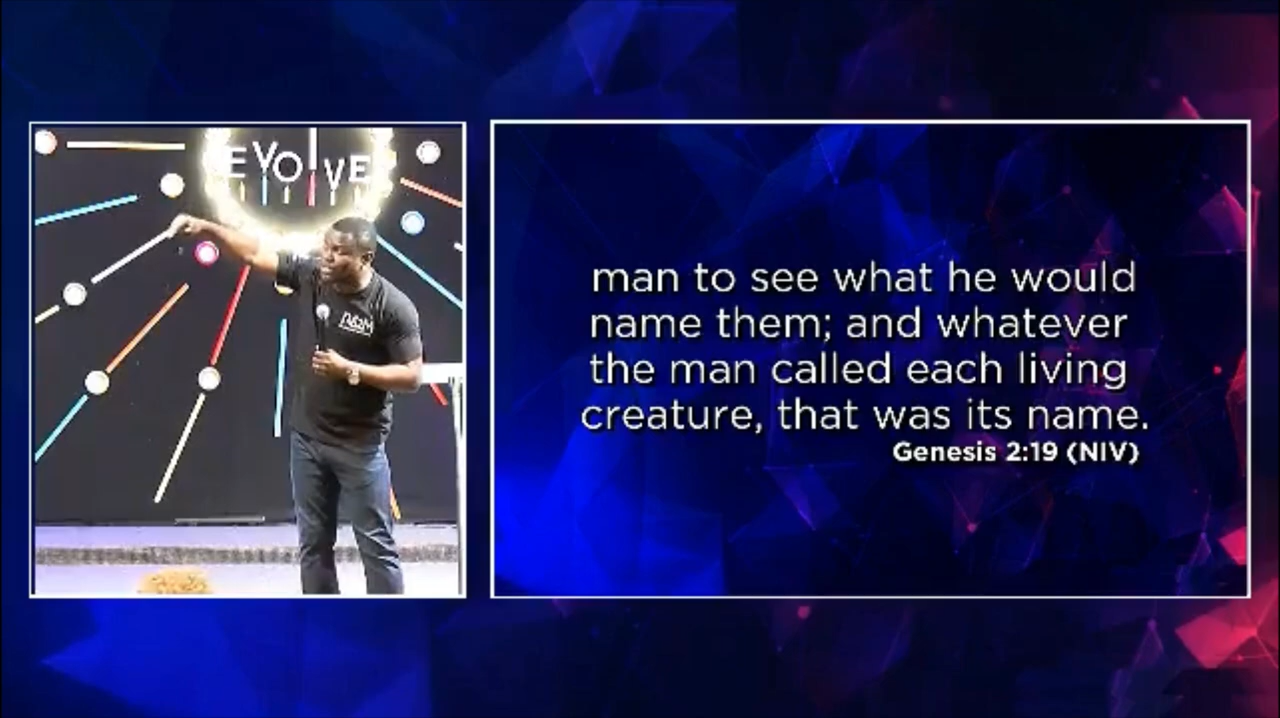 EVOLVE
man to see what he would
name them; and whatever
the man called each living
creature, that was its name.
Genesis 2:19 (NIV)